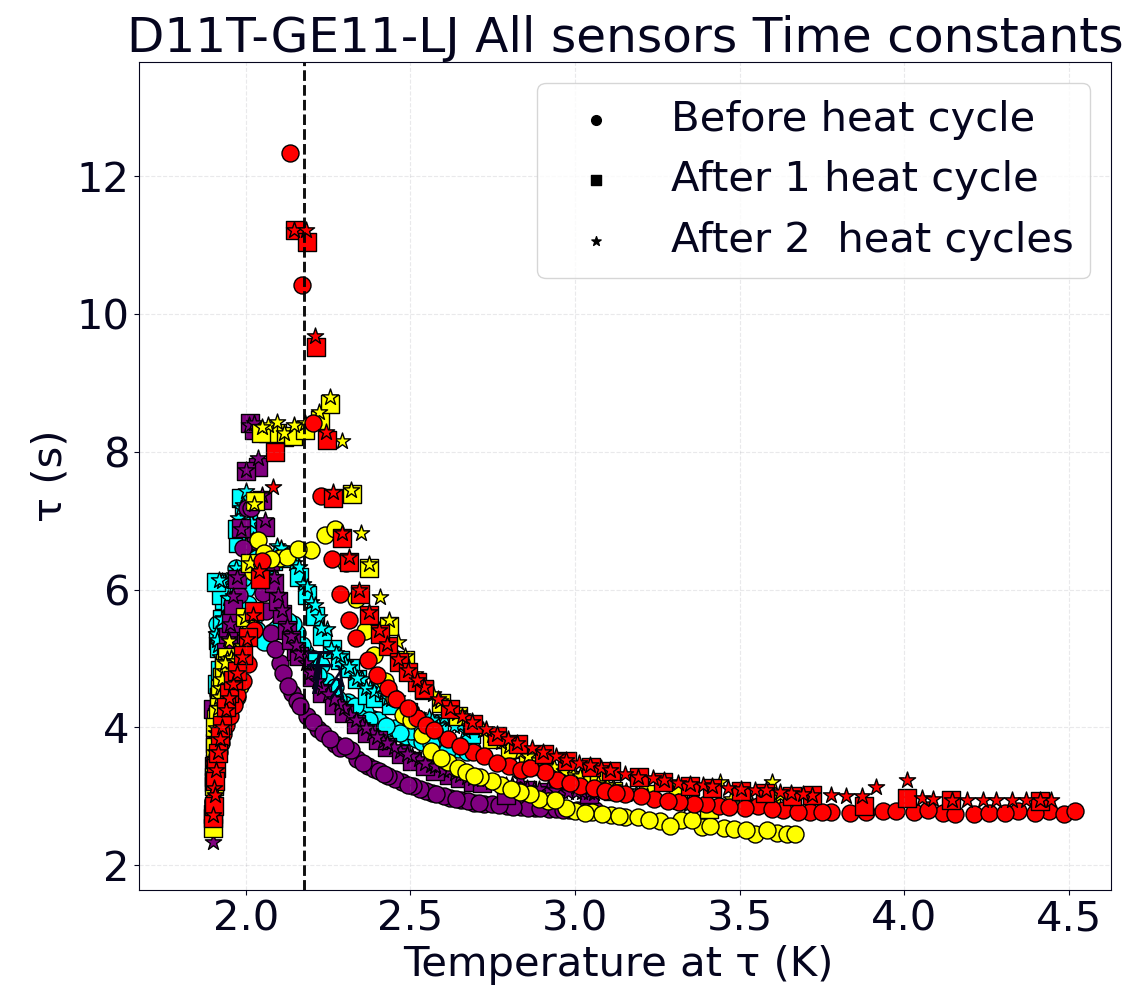 D11T-GE11-LJ All sensors Time constants
Before heat cycle
After 1 heat cycle
After 2  heat cycles
12
10
8
6
4
2
τ (s)
2.0 2.5 3.0 3.5 4.0 4.5
Temperature at τ (K)